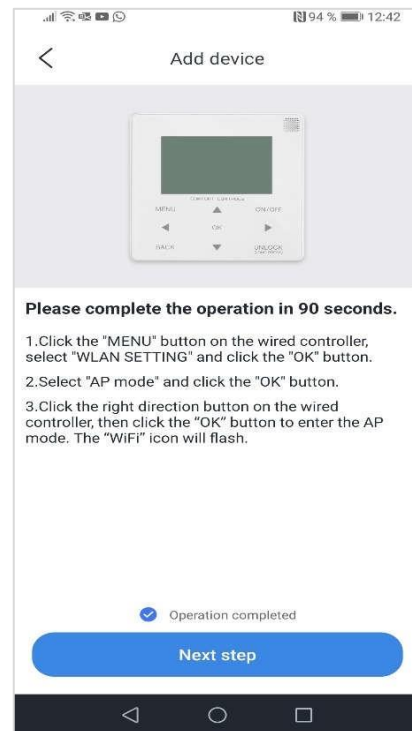 94 % 12:42
Add device
COMFORT CONTROLS
MENU ON/OFF
OK
BACK UNLOCK
Please complete the operation in 90 seconds.
1.Click the "MENU" button on the wired
controller, select "WLAN SETTING" and click the "OK" button.
2.Select "AP mode" and click the "OK" button.
3.Click the right direction button on the wired
controller, then click the “OK” button to enter the AP
mode. The “WiFi” icon will flash.
Operation completed
Next step